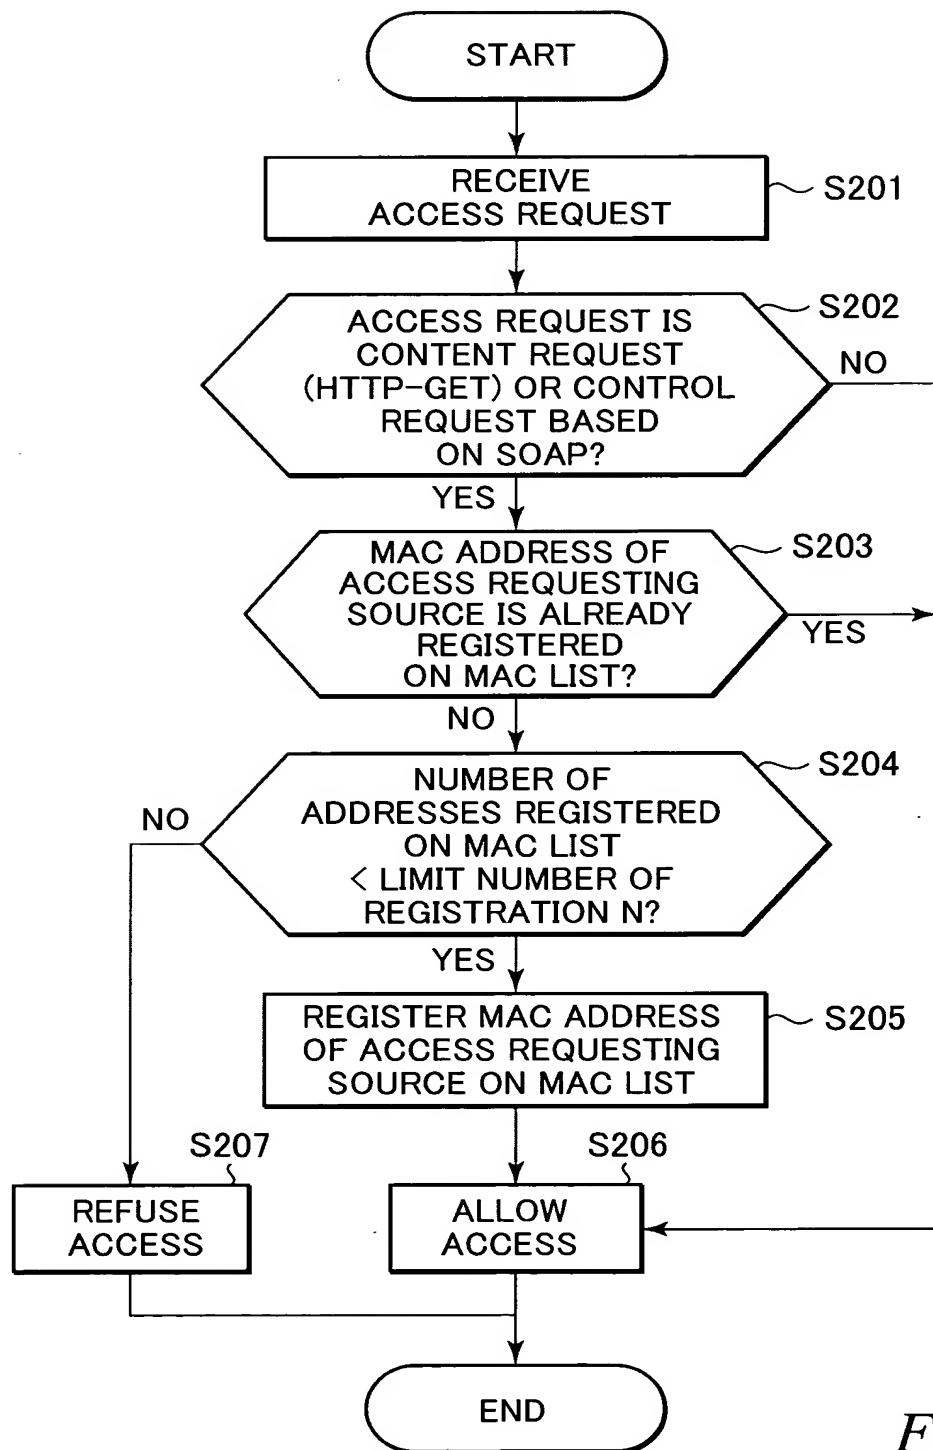 START
RECEIVE
ACCESS REQUEST
S201
ACCESS REQUEST IS
CONTENT REQUEST
(HTTP-GET) OR CONTROL
REQUEST BASED
ON SOAP?
S202
NO
YES
MAC ADDRESS OF
ACCESS REQUESTING
SOURCE IS ALREADY
REGISTERED
ON MAC LIST?
S203
YES
NO
NUMBER OF
ADDRESSES REGISTERED
ON MAC LIST
< LIMIT NUMBER OF
REGISTRATION N?
S204
NO
YES
REGISTER MAC ADDRESS
OF ACCESS REQUESTING
SOURCE ON MAC LIST
S205
S207
REFUSE
ACCESS
S206
ALLOW
ACCESS
END
F